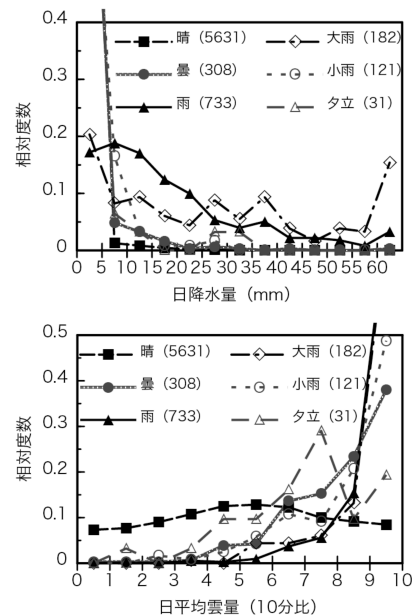 0.4
0.3
0.2
0.1
0
相対度数
晴（5631）
大雨（182）
曇（308）
小雨（121）
雨（733）
夕立（31）
0 5 10 15 20 25 30 35 40 45 50 55 60
日降水量（mm）
0.5
0.4
0.3
0.2
0.1
0
相対度数
晴（5631）
大雨（182）
曇（308）
小雨（121）
雨（733）
夕立（31）
0 1 2 3 4 5 6 7 8 9 10
日平均雲量（10分比）